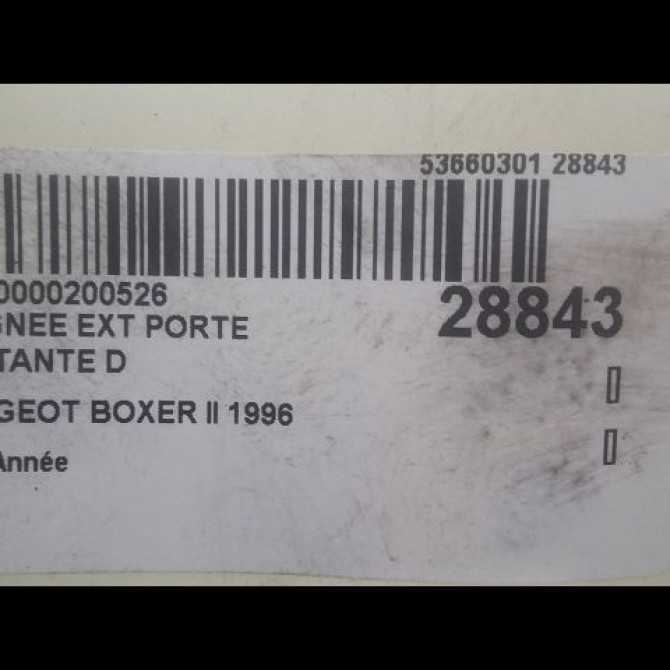 53660301 28843
0000200526
28843
GNEE EXT PORTE
TANTE D
GEOT BOXER II 1996
Année